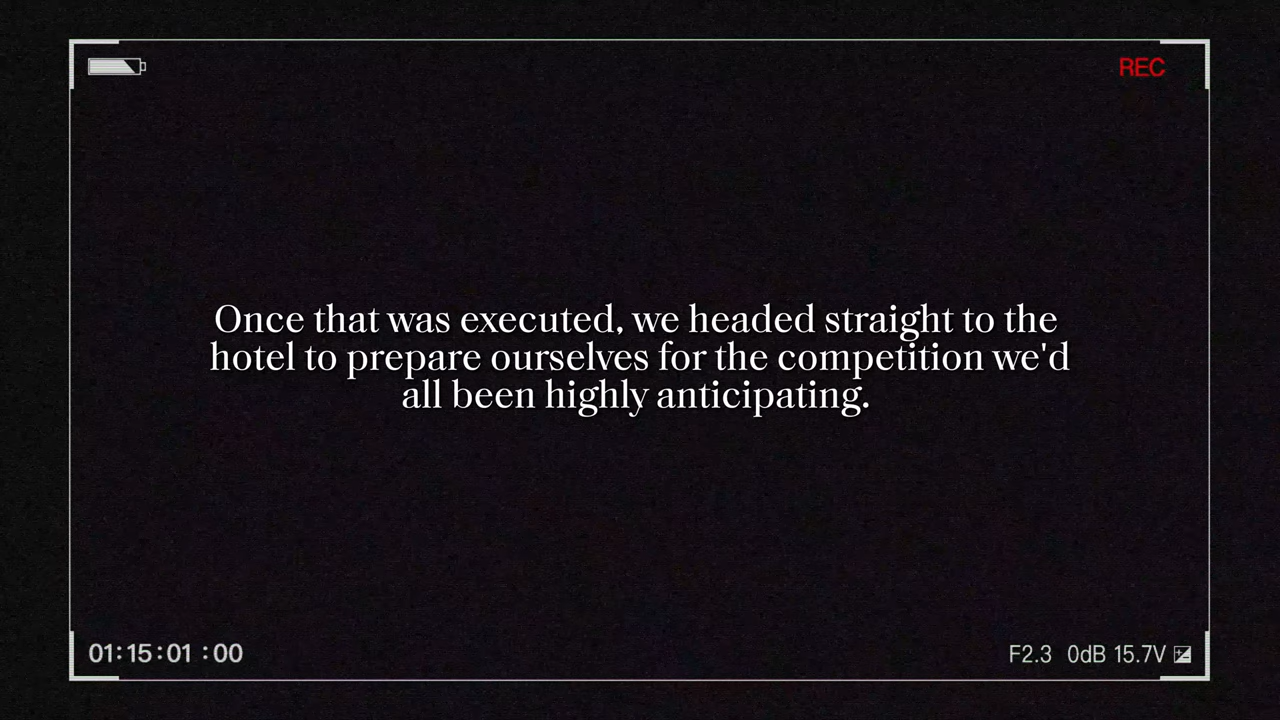 REC
Once that was executed, we headed straight to the
hotel to prepare ourselves for the competition we'd
all been highly anticipating.
01:15:01 :00
F2.3 0dB 15.7V